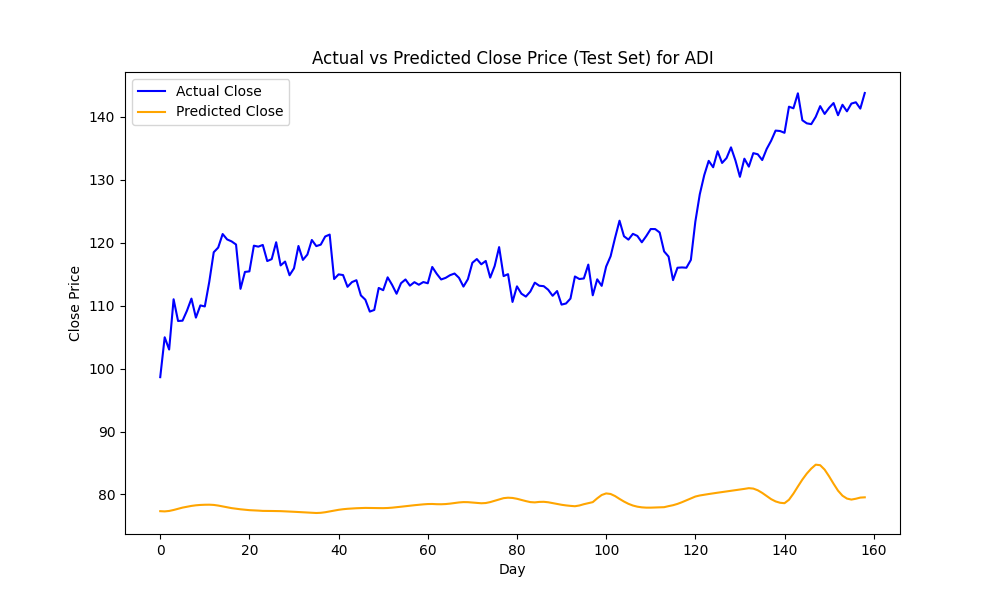 Actual vs Predicted Close Price (Test Set) for ADI
Actual Close
Predicted Close
Close Price
140
130
120
110
100
90
80
0 20 40 60 80 100 120 140 160
Day